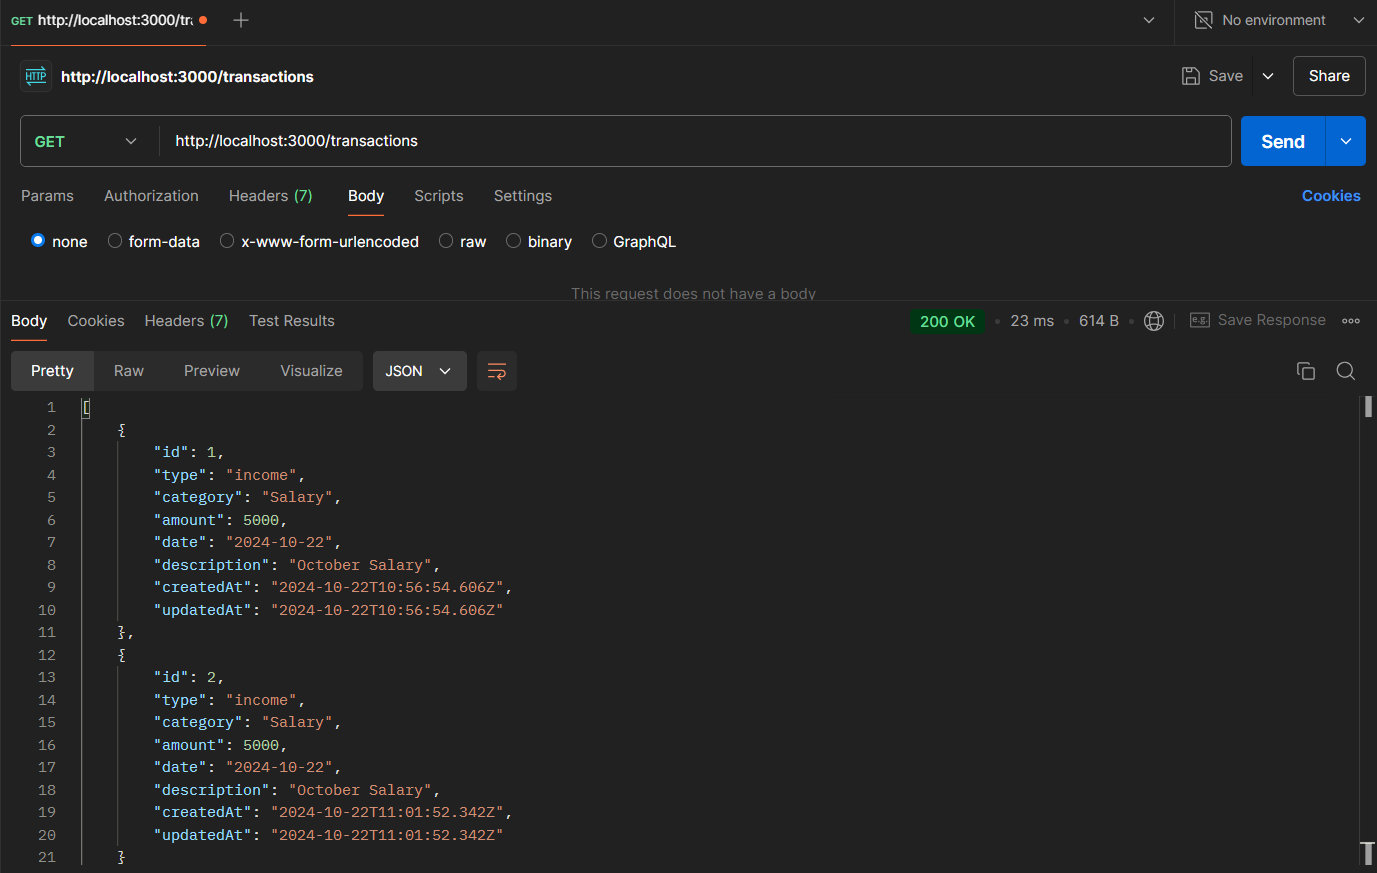 GET http://localhost:3000/tr
No environment
HTTP http://localhost:3000/transactions
Save Share
GET http://localhost:3000/transactions Send
Params Authorization Headers (7) Body Scripts Settings Cookies
none form-data x-www-form-urlencoded raw binary GraphQL
This request does not have a body
Body Cookies Headers (7) Test Results 200 OK 23 ms 614 B e.g. Save Response
Pretty Raw Preview Visualize JSON
1 [
2 {
3 "id": 1,
4 "type": "income",
5 "category": "Salary",
6 "amount": 5000,
7 "date": "2024-10-22",
8 "description": "October Salary",
9 "createdAt": "2024-10-22T10:56:54.606Z",
10 "updatedAt": "2024-10-22T10:56:54.606Z"
11 },
12 {
13 "id": 2,
14 "type": "income",
15 "category": "Salary",
16 "amount": 5000,
17 "date": "2024-10-22",
18 "description": "October Salary",
19 "createdAt": "2024-10-22T11:01:52.342Z",
20 "updatedAt": "2024-10-22T11:01:52.342Z"
21 }